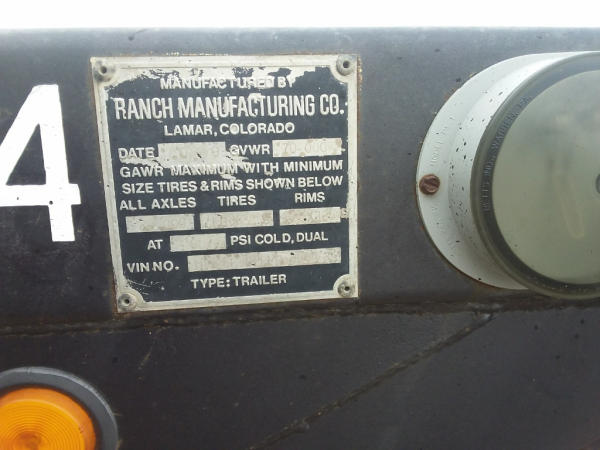 4
MANUFACTURED BY
RANCH MANUFACTURING CO.
LAMAR, COLORADO
DATE GVWR
GAWR MAXIMUM WITH MINIMUM
SIZE TIRES & RIMS SHOWN BELOW
ALL AXLES TIRES RIMS
AT PSI COLD, DUAL
VIN NO.
TYPE: TRAILER